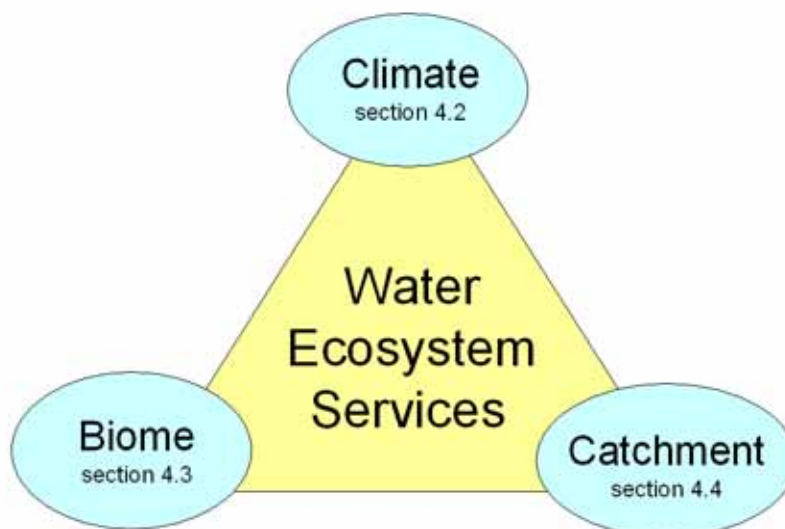 Climate
section 4.2
Water
Ecosystem
Services
Biome
section 4.3
Catchment
section 4.4